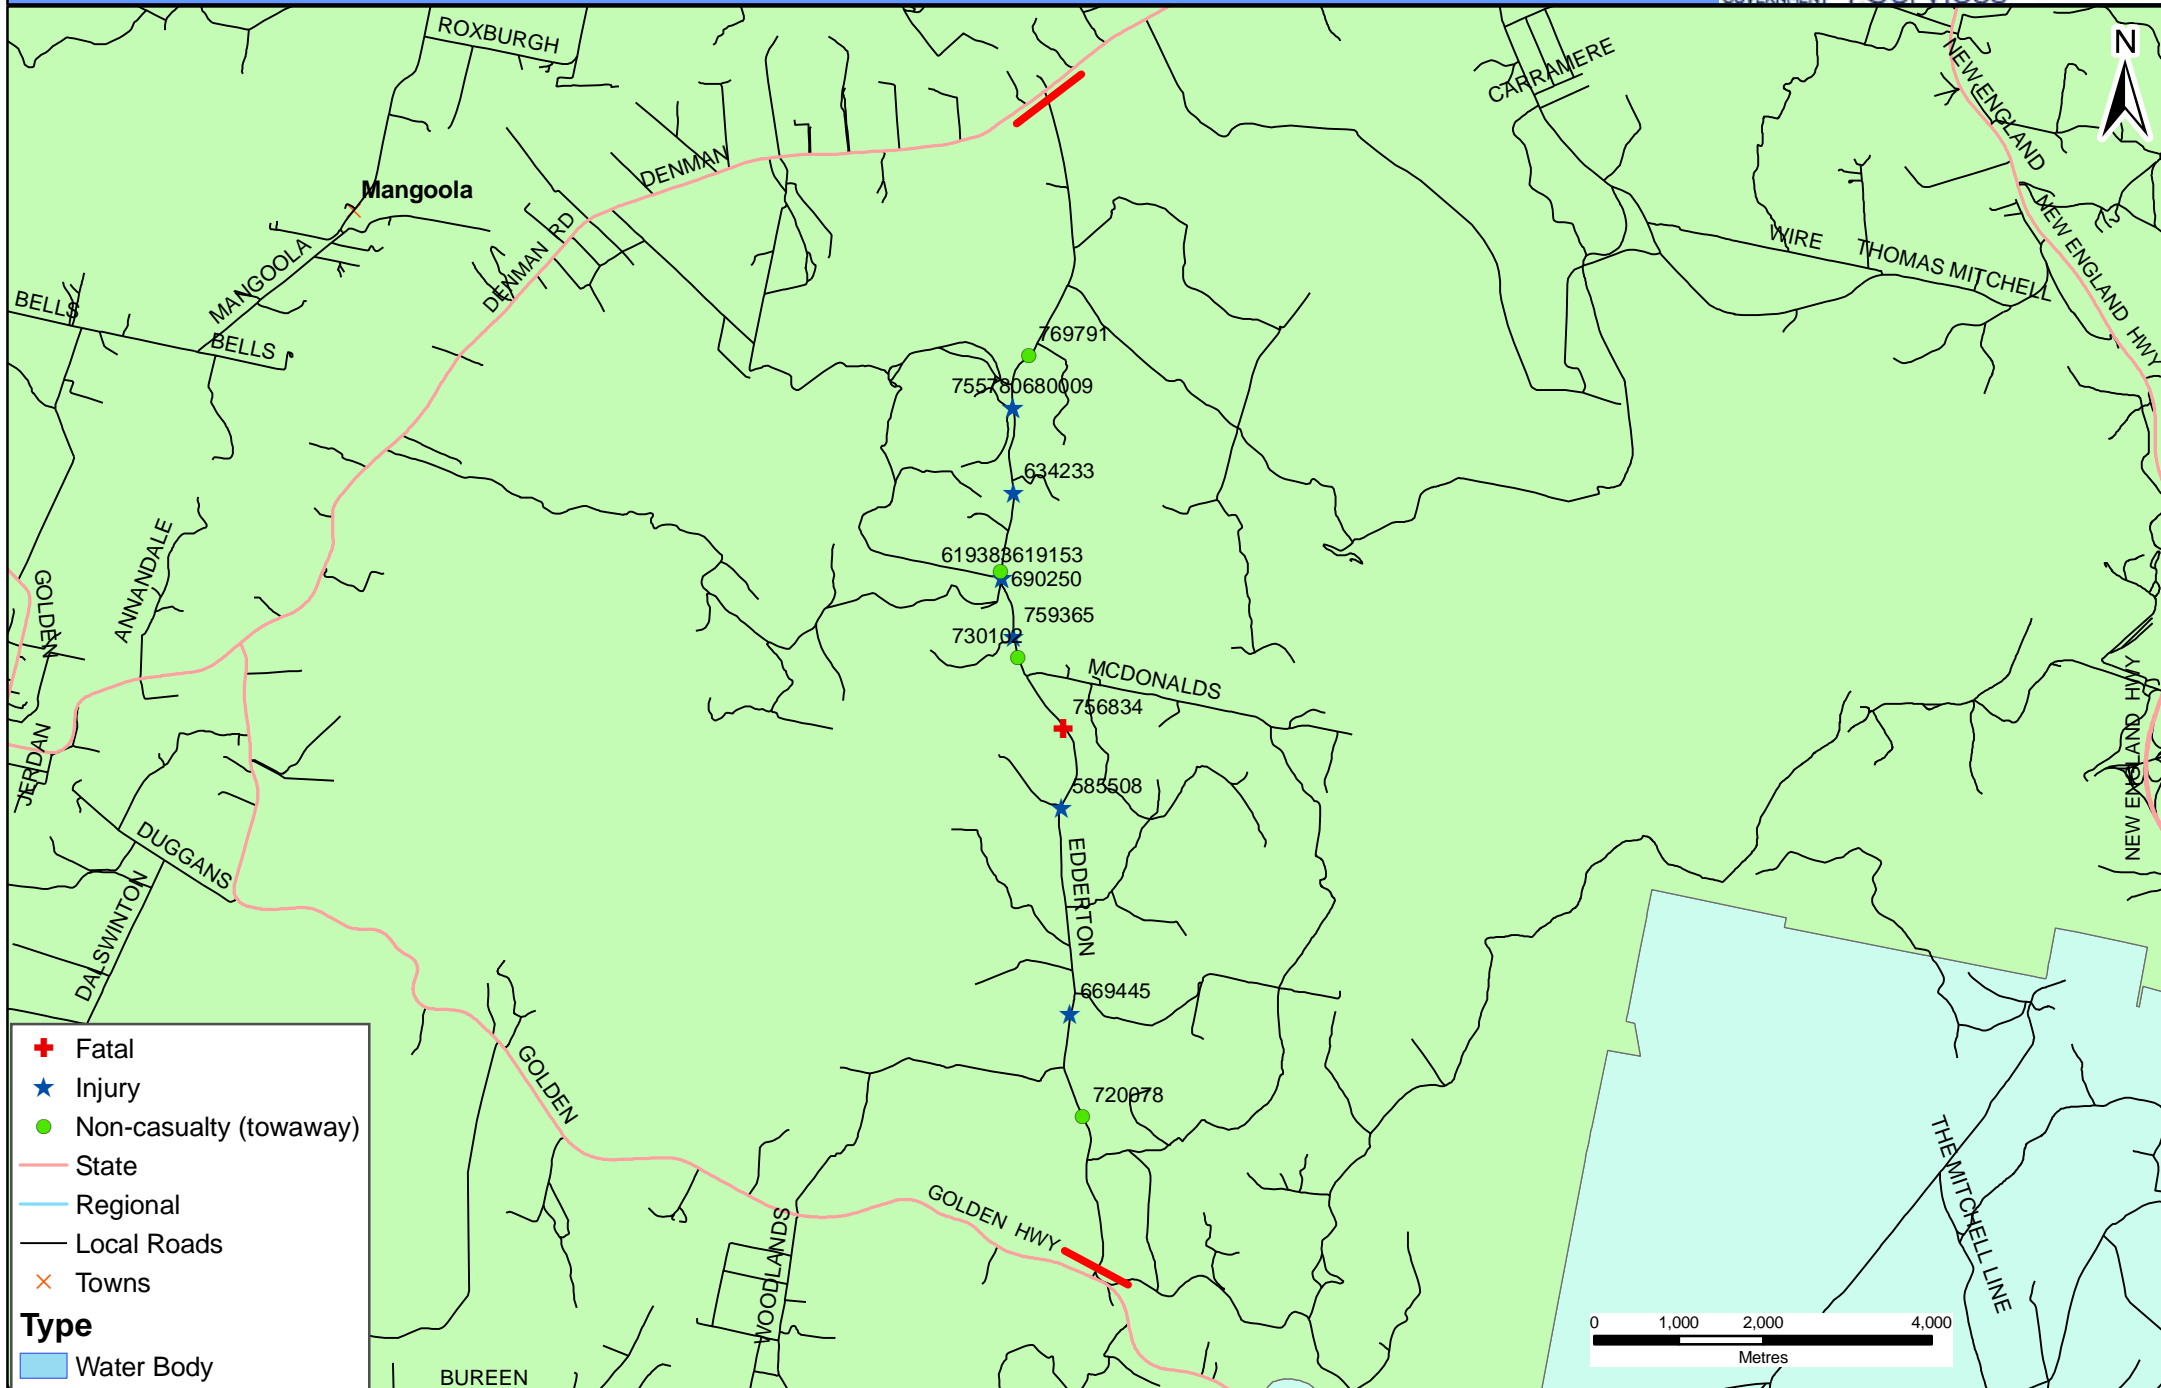 ROXBURGH
CARRAMERE
NEW ENGLAND
N
DENMAN
Mangoola
NEW ENGLAND HWY
DENMAN RD
MANGOOLA
WIRE
THOMAS MITCHELL
BELLS
BELLS
769791
755780680009
634233
ANNANDALE
GOLDEN
619383619153
690250
759365
730102
MCDONALDS
756834
NEW ENGLAND HWY
JERDAN
585508
DUGGANS
EDDERTON
DALSWINTON
669445
GOLDEN
720078
THE MITCHELL LINE
GOLDEN HWY
WOODLANDS
BUREEN
Fatal
Injury
Non-casualty (towaway)
State
Regional
Local Roads
Towns
Type
Water Body
0 1,000 2,000 4,000
Metres